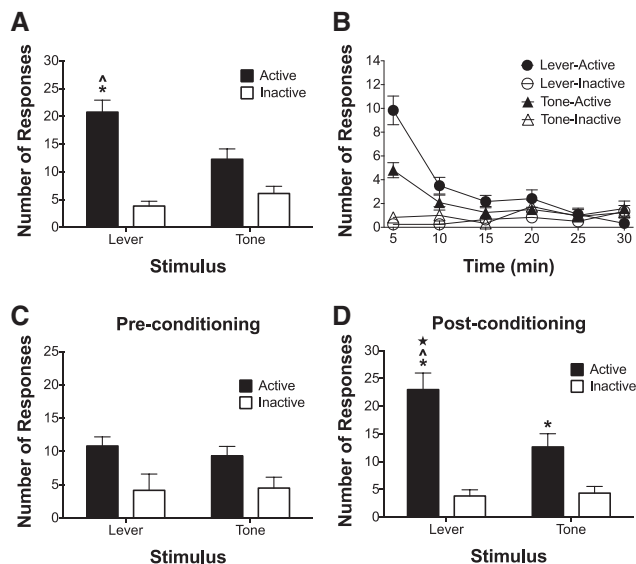 A
Number of Responses
30
25
20
15
10
5
0
^
*
Active
Inactive
Lever
Tone
Stimulus
B
Number of Responses
14
12
10
8
6
4
2
0
Lever-Active
Lever-Inactive
Tone-Active
Tone-Inactive
5
10
15
20
25
30
Time (min)
C
Pre-conditioning
Number of Responses
25
20
15
10
5
0
Active
Inactive
Lever
Tone
Stimulus
D
Post-conditioning
Number of Responses
30
25
20
15
10
5
0
★
^
*
*
Active
Inactive
Lever
Tone
Stimulus